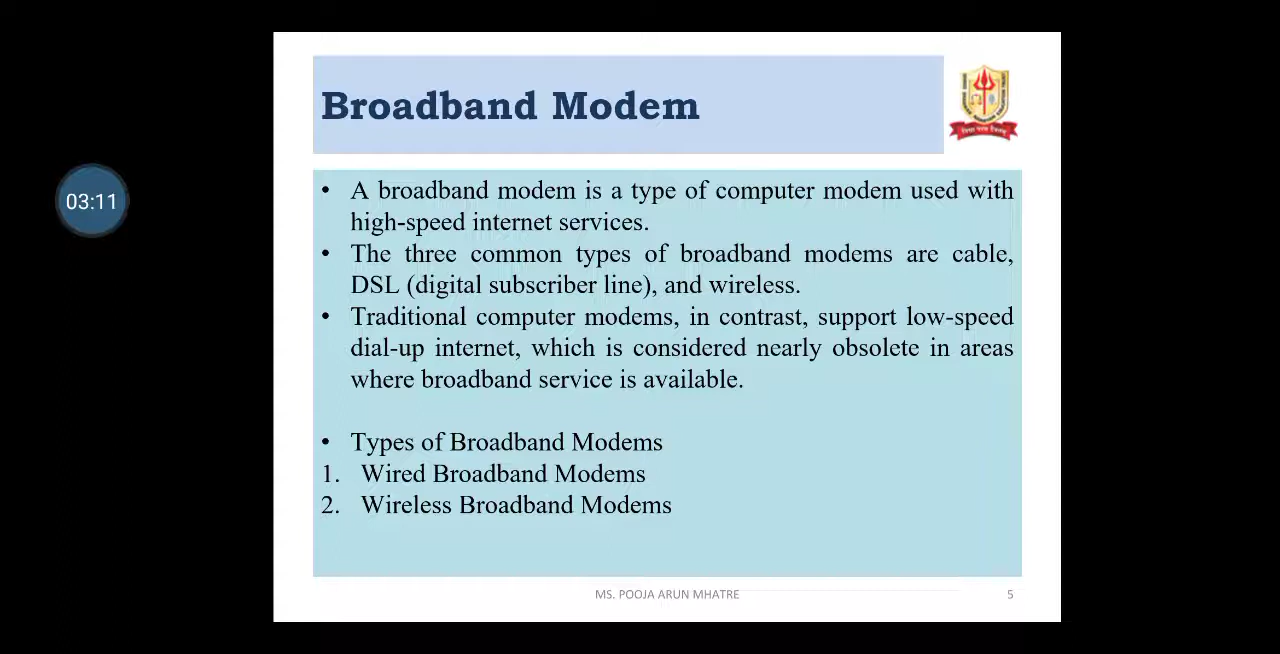 Broadband Modem
03:11
• A broadband modem is a type of computer modem used with
high-speed internet services.
• The three common types of broadband modems are cable,
DSL (digital subscriber line), and wireless.
• Traditional computer modems, in contrast, support low-speed
dial-up internet, which is considered nearly obsolete in areas
where broadband service is available.
• Types of Broadband Modems
1. Wired Broadband Modems
2. Wireless Broadband Modems
MS. POOJA ARUN MHATRE
5